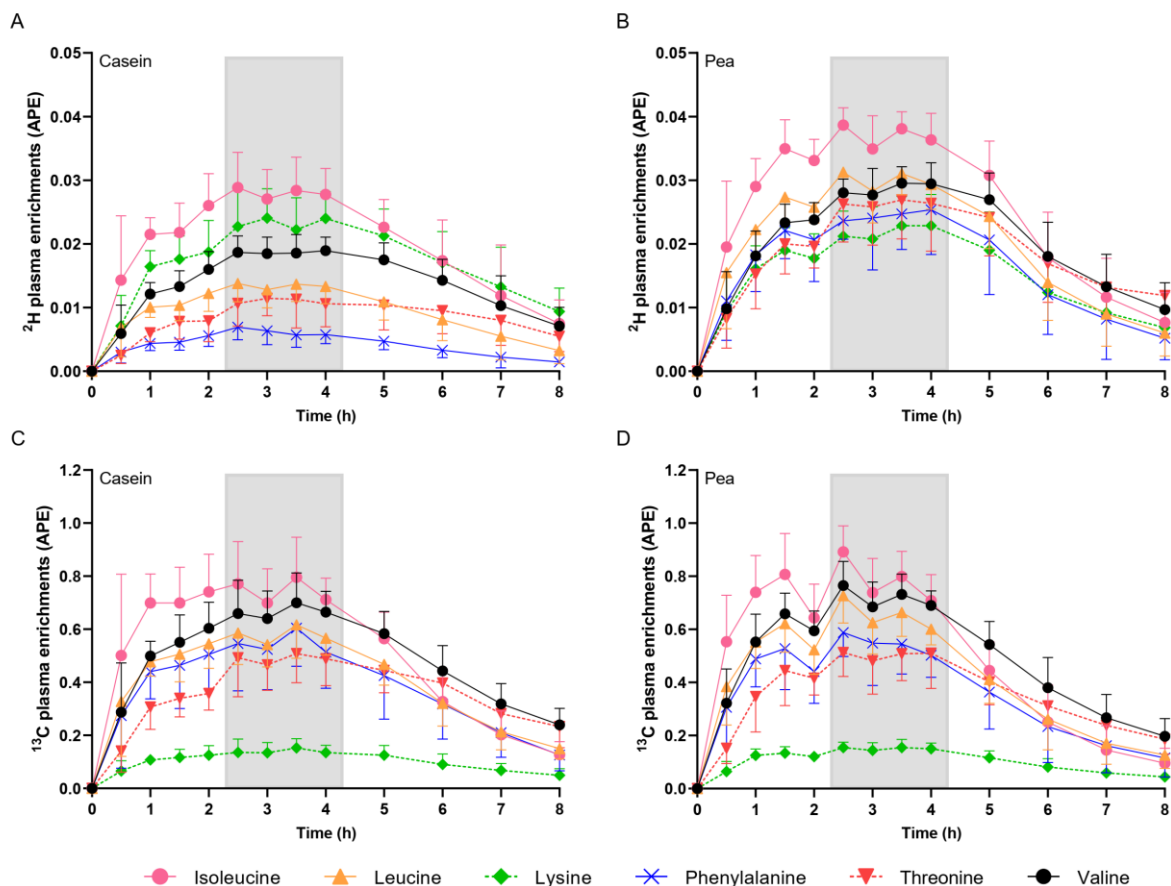 A
B
Casein
Pea
²H plasma enrichments (APE)
0.05
0.04
0.03
0.02
0.01
0.00
0 1 2 3 4 5 6 7 8
Time (h)
²H plasma enrichments (APE)
0.05
0.04
0.03
0.02
0.01
0.00
0 1 2 3 4 5 6 7 8
Time (h)
C
D
Casein
Pea
¹³C plasma enrichments (APE)
1.2
1.0
0.8
0.6
0.4
0.2
0.0
0 1 2 3 4 5 6 7 8
Time (h)
¹³C plasma enrichments (APE)
1.2
1.0
0.8
0.6
0.4
0.2
0.0
0 1 2 3 4 5 6 7 8
Time (h)
Isoleucine Leucine Lysine Phenylalanine Threonine Valine